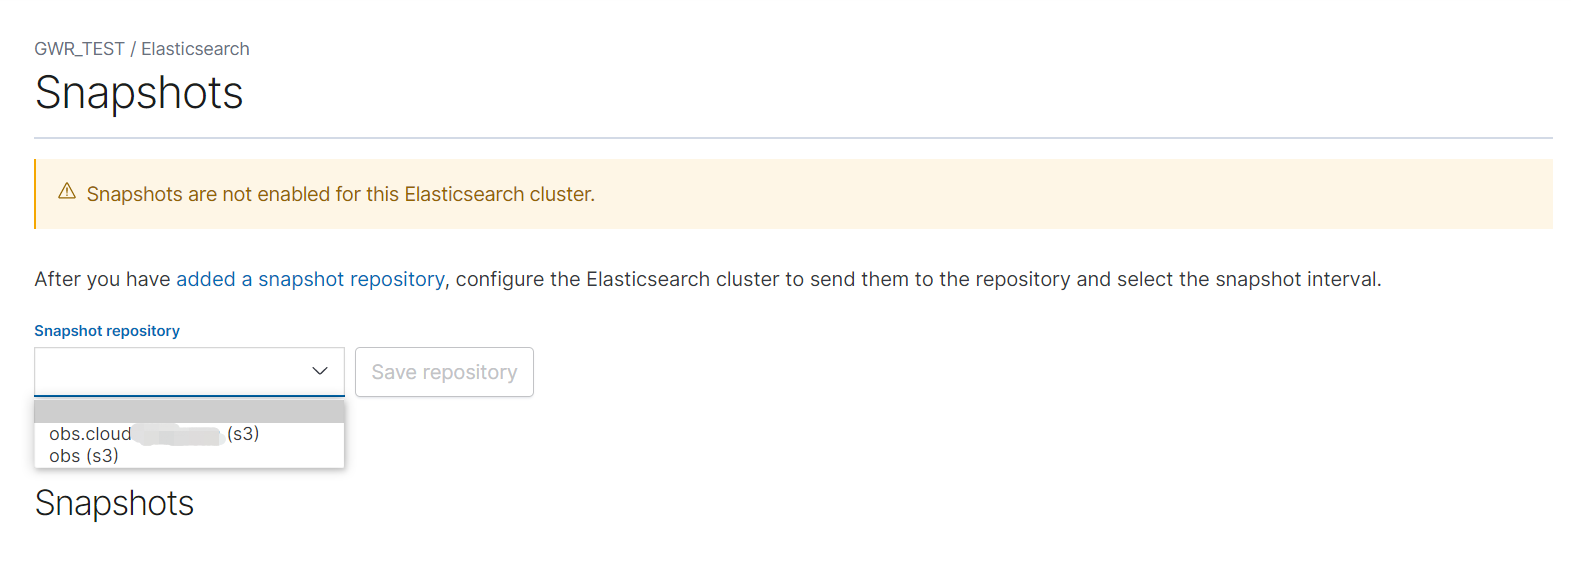 GWR_TEST / Elasticsearch
Snapshots
Snapshots are not enabled for this Elasticsearch cluster.
After you have added a snapshot repository, configure the Elasticsearch cluster to send them to the repository and select the snapshot interval.
Snapshot repository
Save repository
obs.cloud (s3)
obs (s3)
Snapshots